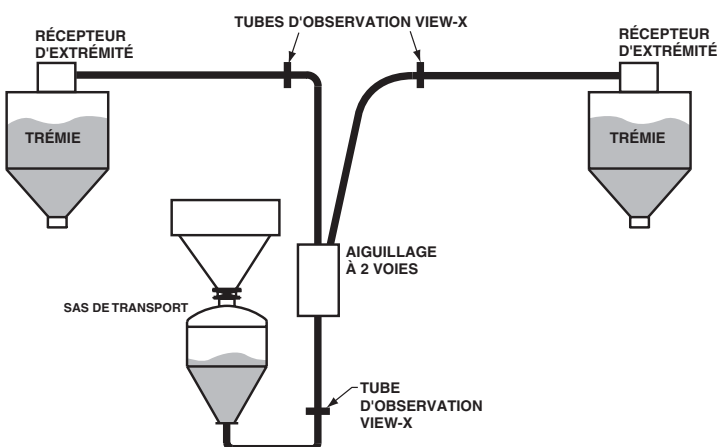 TUBES D'OBSERVATION VIEW-X
RÉCEPTEUR
D'EXTRÉMITÉ
RÉCEPTEUR
D'EXTRÉMITÉ
TRÉMIE
TRÉMIE
AIGUILLAGE
À 2 VOIES
SAS DE TRANSPORT
TUBE
D'OBSERVATION
VIEW-X